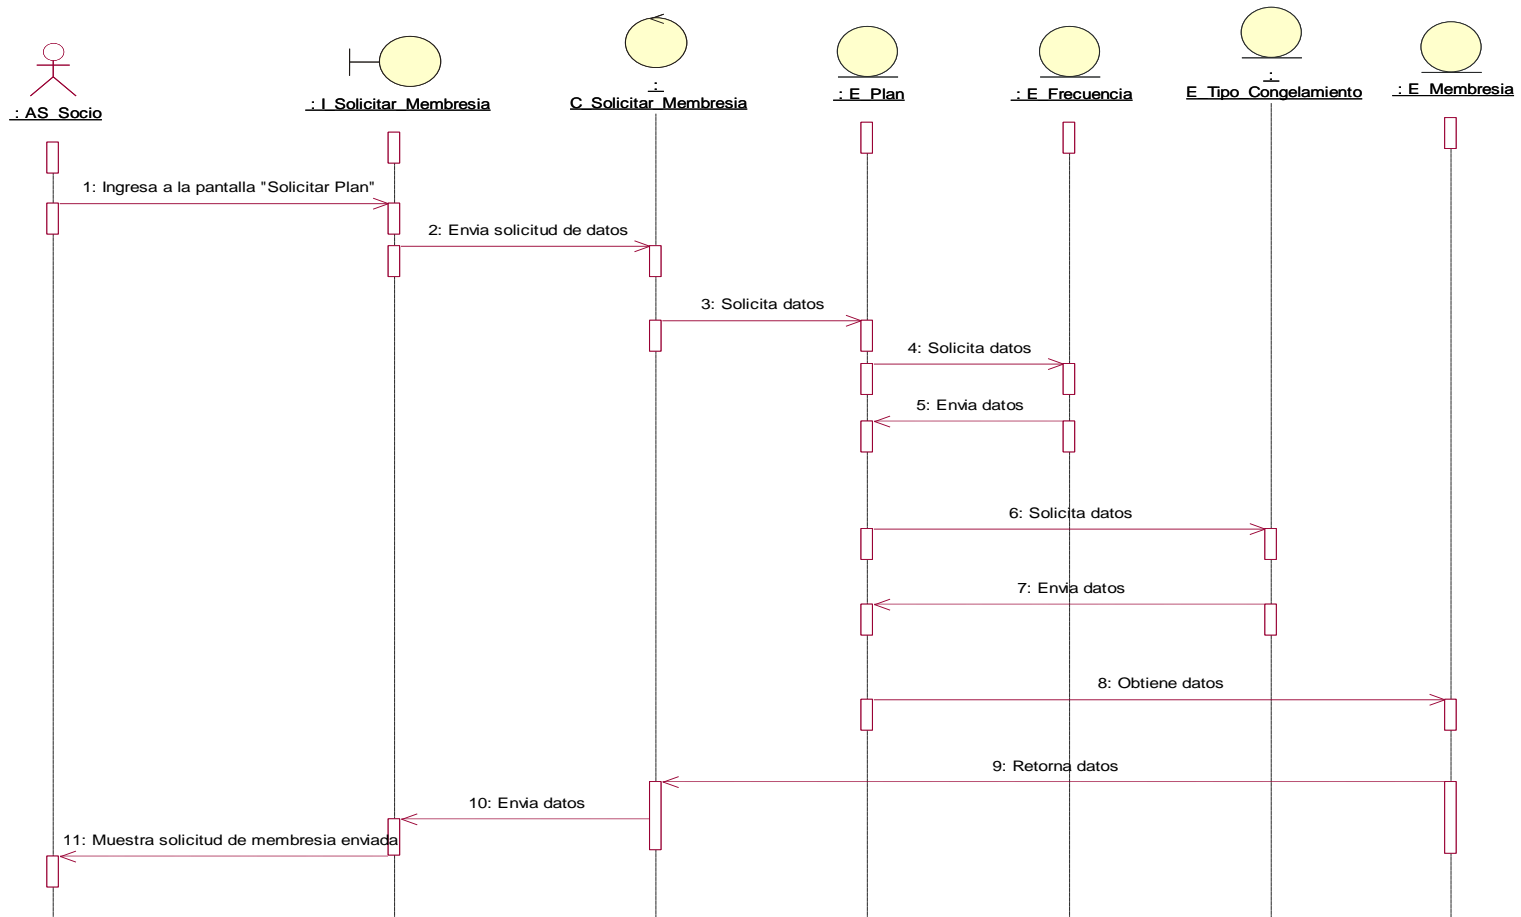 : AS_Socio
: I_Solicitar_Membresia
:
C_Solicitar_Membresia
: E_Plan
: E_Frecuencia
:
E_Tipo_Congelamiento
: E_Membresia
1: Ingresa a la pantalla "Solicitar Plan"
2: Envia solicitud de datos
3: Solicita datos
4: Solicita datos
5: Envia datos
6: Solicita datos
7: Envia datos
8: Obtiene datos
9: Retorna datos
10: Envia datos
11: Muestra solicitud de membresia enviada